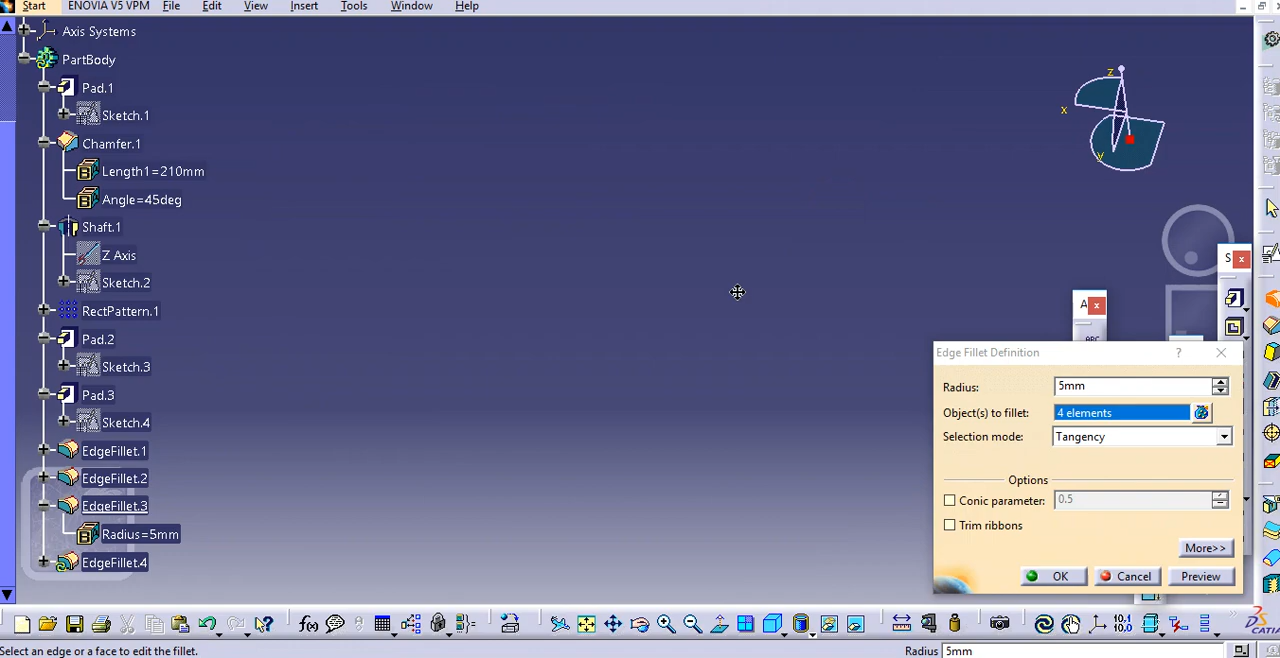 Start ENOVIA V5 VPM File Edit View Insert Tools Window Help
Axis Systems
PartBody
Pad.1
Sketch.1
Chamfer.1
Length1=210mm
Angle=45deg
Shaft.1
Z Axis
Sketch.2
RectPattern.1
Pad.2
Sketch.3
Pad.3
Sketch.4
EdgeFillet.1
EdgeFillet.2
EdgeFillet.3
Radius=5mm
EdgeFillet.4
z
x
y
S
A
Edge Fillet Definition
Radius: 5mm
Object(s) to fillet: 4 elements
Selection mode: Tangency
Options
Conic parameter: 0.5
Trim ribbons
More>>
OK Cancel Preview
Select an edge or a face to edit the fillet.
Radius 5mm